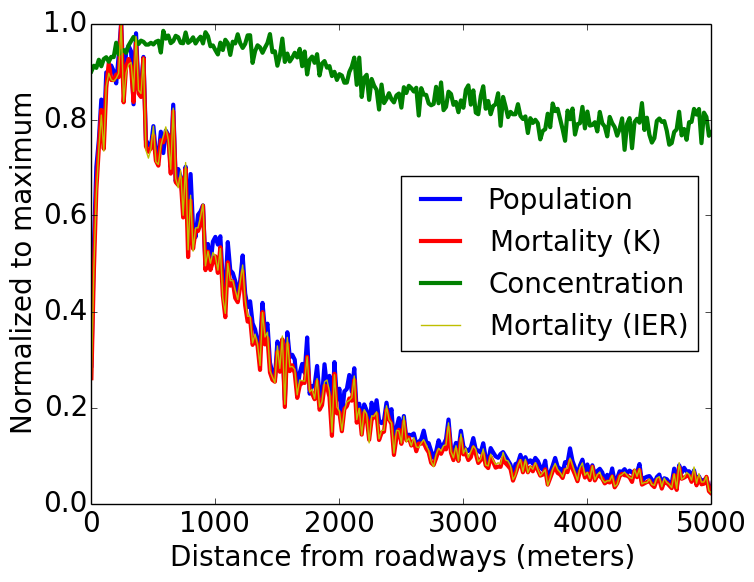 1.0
0.8
0.6
0.4
0.2
0.0
Normalized to maximum
Population
Mortality (K)
Concentration
Mortality (IER)
0 1000 2000 3000 4000 5000
Distance from roadways (meters)